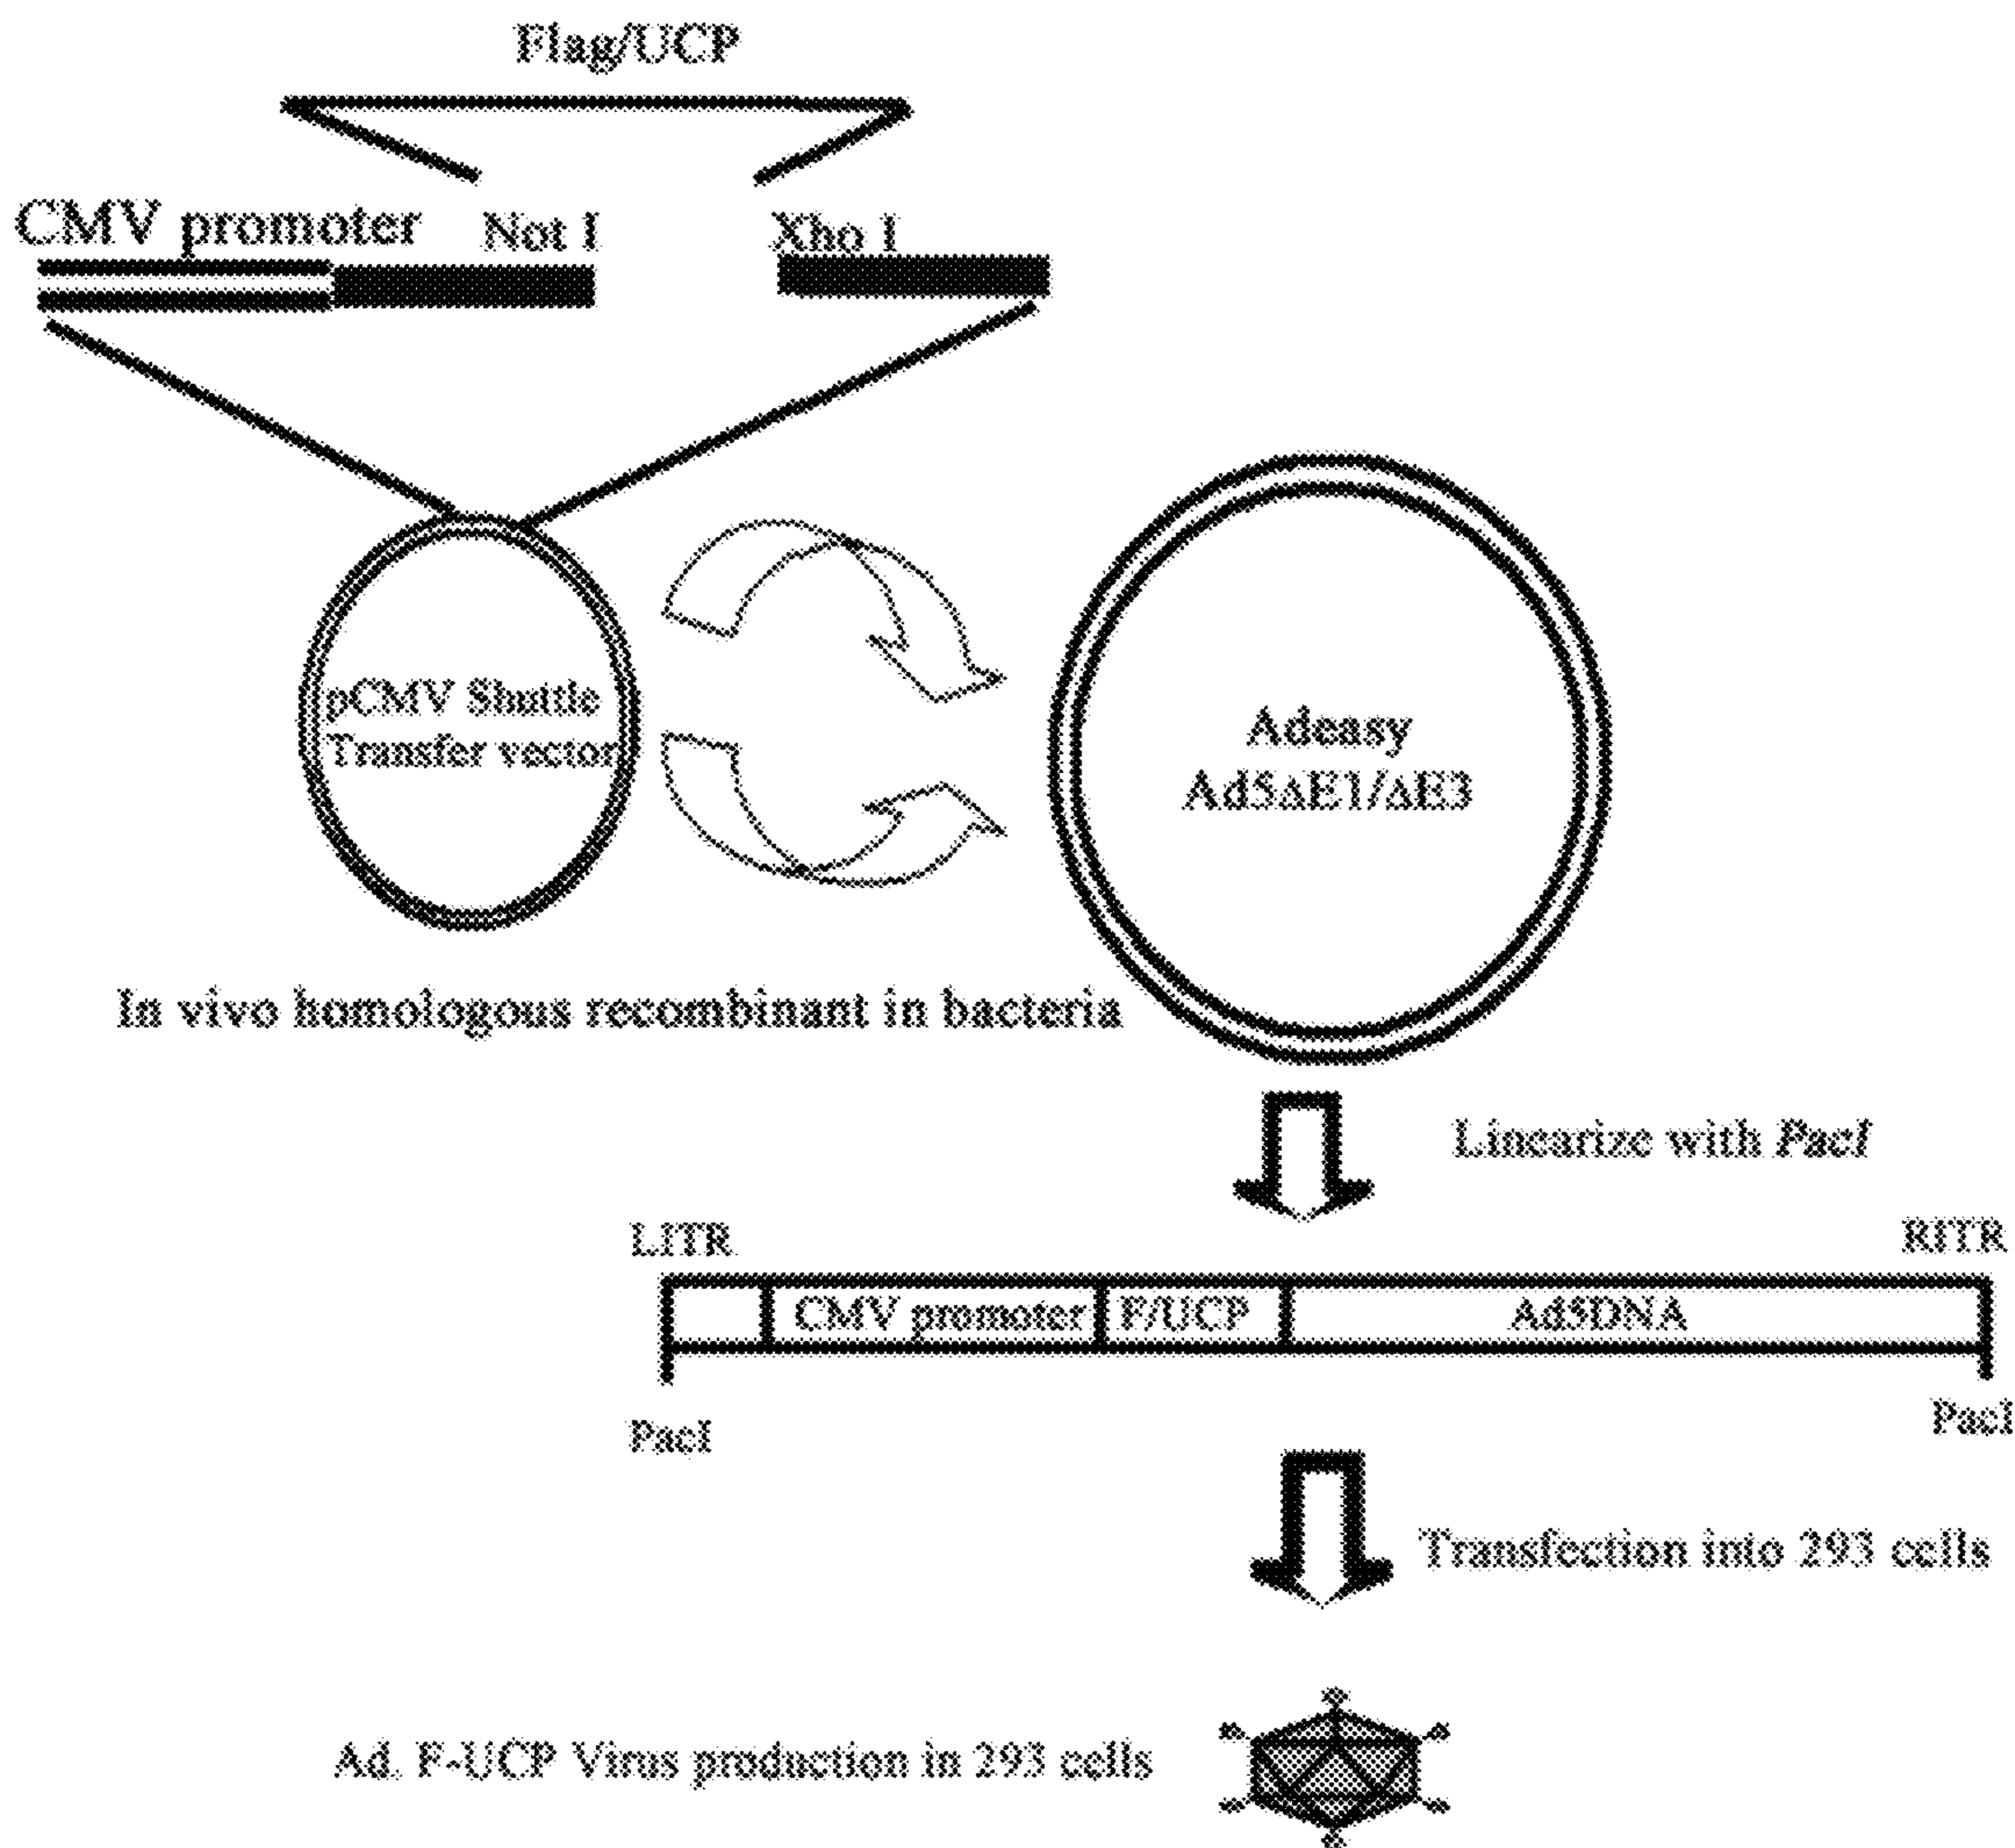 Flag/UCP
CMV promoter
Not I
Xho I
pCMV Shuttle
Transfer vector
Adeasy
Ad5ΔE1/ΔE3
In vivo homologous recombinant in bacteria
Linearize with PacI
LITR
RITR
CMV promoter
F/UCP
Ad5DNA
PacI
PacI
Transfection into 293 cells
Ad. F-UCP Virus production in 293 cells